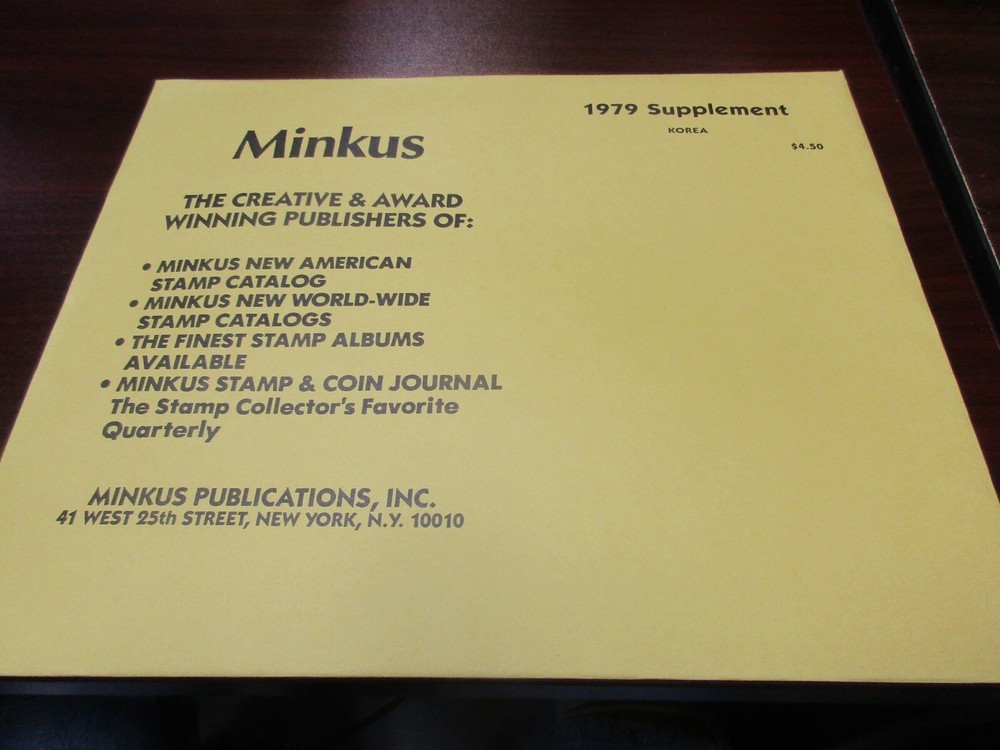 1979 Supplement
KOREA
$4.50
Minkus
THE CREATIVE & AWARD
WINNING PUBLISHERS OF:
• MINKUS NEW AMERICAN
STAMP CATALOG
• MINKUS NEW WORLD-WIDE
STAMP CATALOGS
• THE FINEST STAMP ALBUMS
AVAILABLE
• MINKUS STAMP & COIN JOURNAL
The Stamp Collector's Favorite
Quarterly
MINKUS PUBLICATIONS, INC.
41 WEST 25th STREET, NEW YORK, N.Y. 10010